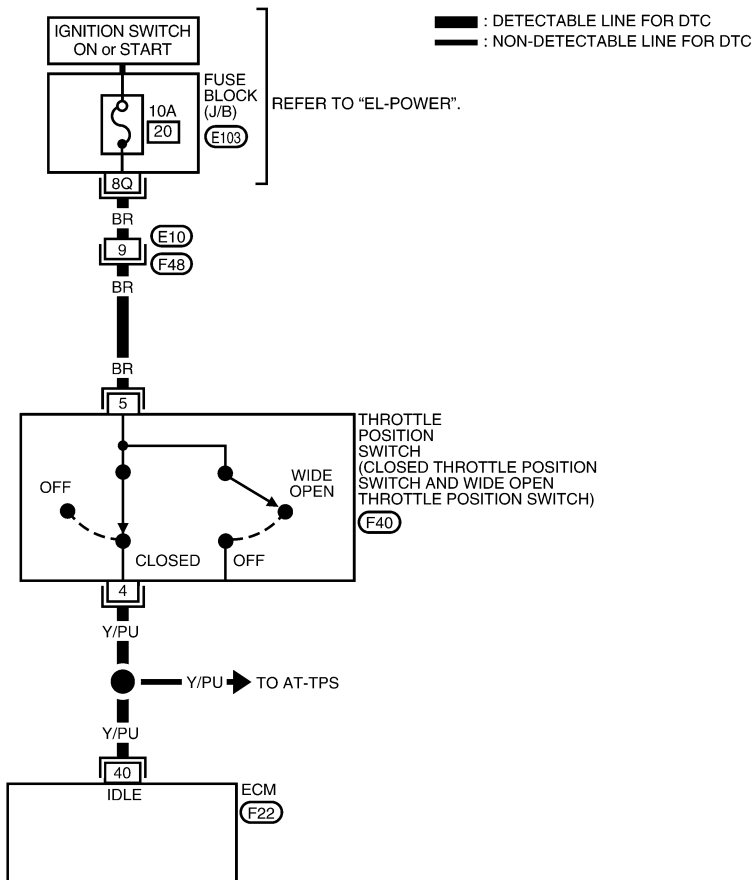 IGNITION SWITCH
ON or START
: DETECTABLE LINE FOR DTC
: NON-DETECTABLE LINE FOR DTC
FUSE
BLOCK
(J/B)
E103
REFER TO “EL-POWER”.
10A
20
8Q
BR
9
E10
F48
BR
BR
5
THROTTLE
POSITION
SWITCH
(CLOSED THROTTLE POSITION
SWITCH AND WIDE OPEN
THROTTLE POSITION SWITCH)
F40
OFF
WIDE
OPEN
CLOSED
OFF
4
Y/PU
Y/PU
TO AT-TPS
Y/PU
40
IDLE
ECM
F22